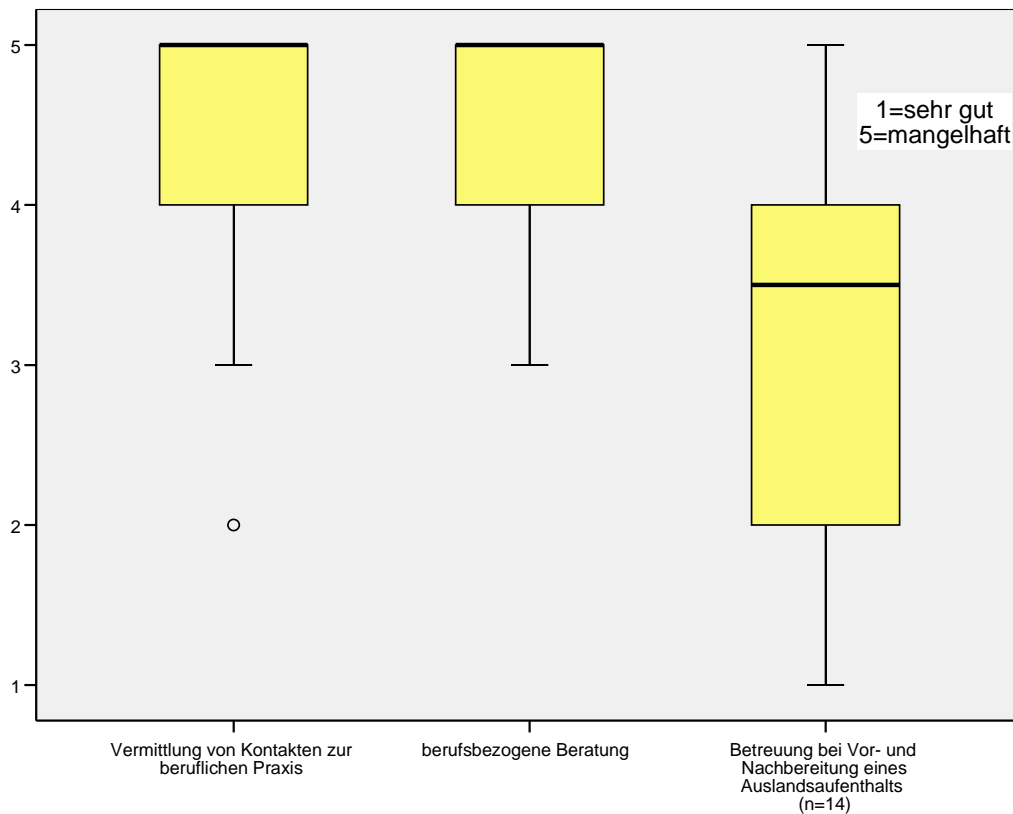 5
4
3
2
1
1=sehr gut
5=mangelhaft
Vermittlung von Kontakten zur
beruflichen Praxis
berufsbezogene Beratung
Betreuung bei Vor- und
Nachbereitung eines
Auslandsaufenthalts
(n=14)